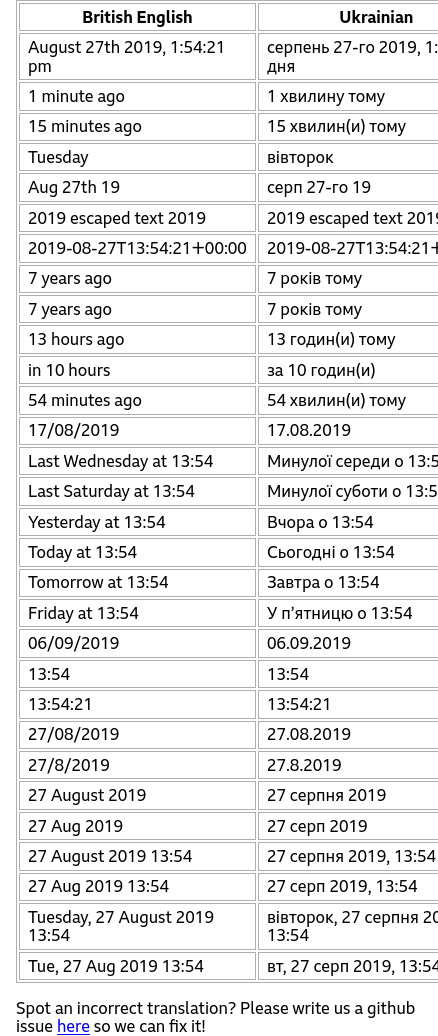 British English Ukrainian
August 27th 2019, 1:54:21 серпень 27-го 2019, 1:
pm дня
1 minute ago 1 хвилину тому
15 minutes ago 15 хвилин(и) тому
Tuesday вівторок
Aug 27th 19 серп 27-го 19
2019 escaped text 2019 2019 escaped text 2019
2019-08-27T13:54:21+00:00 2019-08-27T13:54:21+
7 years ago 7 років тому
7 years ago 7 років тому
13 hours ago 13 годин(и) тому
in 10 hours за 10 годин(и)
54 minutes ago 54 хвилин(и) тому
17/08/2019 17.08.2019
Last Wednesday at 13:54 Минулої середи о 13:5
Last Saturday at 13:54 Минулої суботи о 13:5
Yesterday at 13:54 Вчора о 13:54
Today at 13:54 Сьогодні о 13:54
Tomorrow at 13:54 Завтра о 13:54
Friday at 13:54 У п’ятницю о 13:54
06/09/2019 06.09.2019
13:54 13:54
13:54:21 13:54:21
27/08/2019 27.08.2019
27/8/2019 27.8.2019
27 August 2019 27 серпня 2019
27 Aug 2019 27 серп 2019
27 August 2019 13:54 27 серпня 2019, 13:54
27 Aug 2019 13:54 27 серп 2019, 13:54
Tuesday, 27 August 2019 вівторок, 27 серпня 20
13:54 13:54
Tue, 27 Aug 2019 13:54 вт, 27 серп 2019, 13:54
Spot an incorrect translation? Please write us a github
issue here so we can fix it!